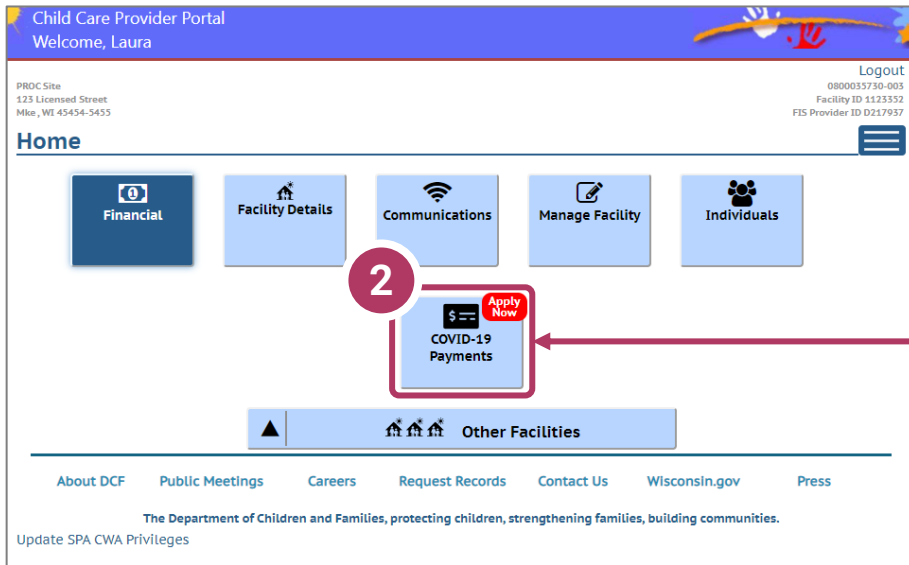 Child Care Provider Portal
Welcome, Laura
Logout
PROC Site
123 Licensed Street
Mke , WI 45454-5455
0800035730-003
Facility ID 1123352
FIS Provider ID D217937
Home
Financial
Facility Details
Communications
Manage Facility
Individuals
2
Apply
Now
COVID-19
Payments
Other Facilities
About DCF Public Meetings Careers Request Records Contact Us Wisconsin.gov Press
The Department of Children and Families, protecting children, strengthening families, building communities.
Update SPA CWA Privileges